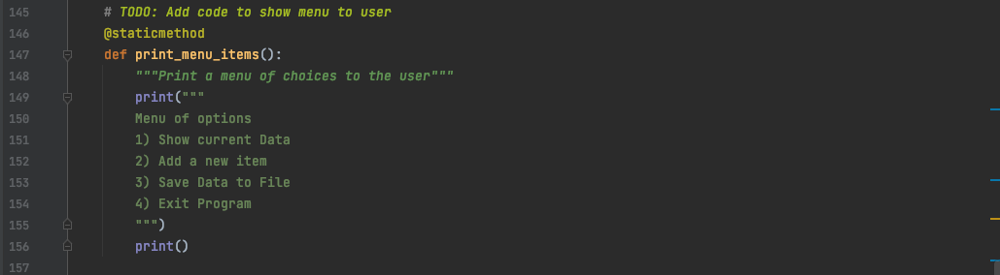 145 # TODO: Add code to show menu to user
146 @staticmethod
147 def print_menu_items():
148 """Print a menu of choices to the user"""
149 print("""
150 Menu of options
151 1) Show current Data
152 2) Add a new item
153 3) Save Data to File
154 4) Exit Program
155 """)
156 print()
157